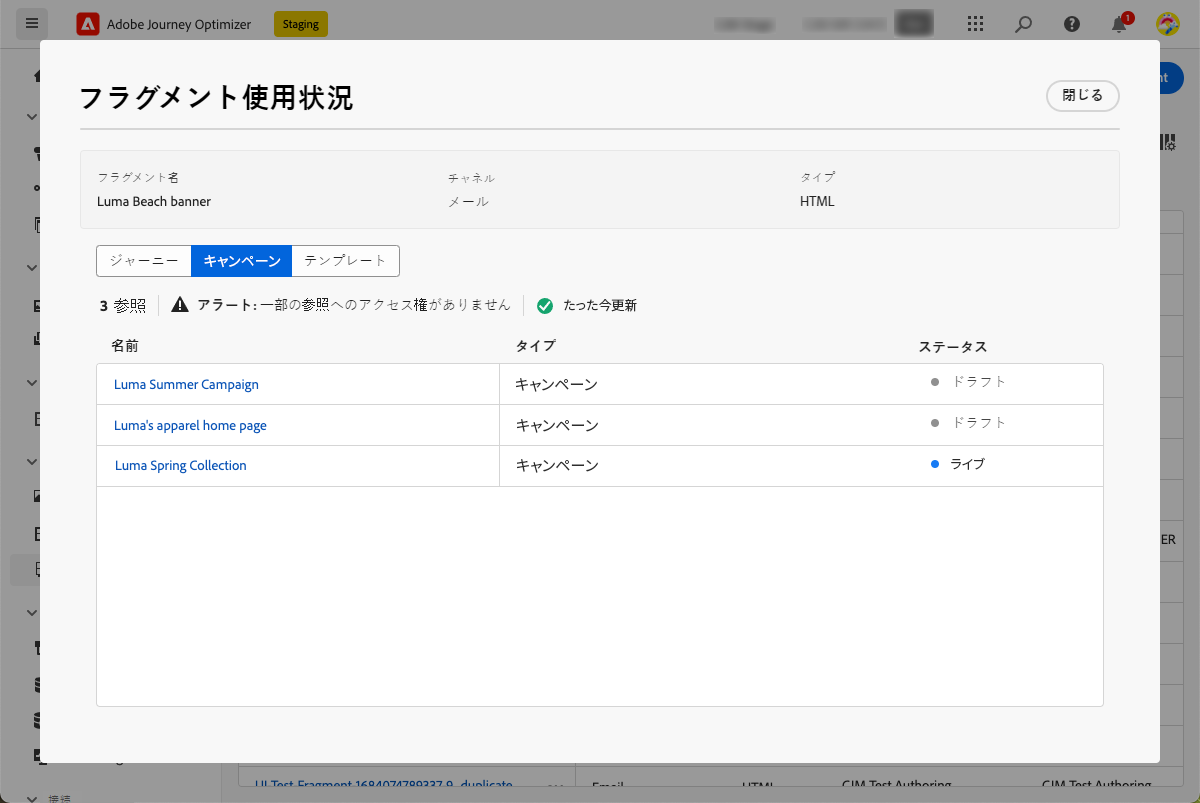 Adobe Journey Optimizer
Staging
1
フラグメント使用状況
閉じる
nt
フラグメント名
チャネル
タイプ
Luma Beach banner
メール
HTML
ジャーニー
キャンペーン
テンプレート
3 参照
アラート: 一部の参照へのアクセス権がありません
たった今更新
名前
タイプ
ステータス
Luma Summer Campaign
キャンペーン
ドラフト
Luma's apparel home page
キャンペーン
ドラフト
Luma Spring Collection
キャンペーン
ライブ
ER
UI Test Fragment 1684074789337-9_duplicate
Email
HTML
CJM Test Authoring
CJM Test Authoring
接続